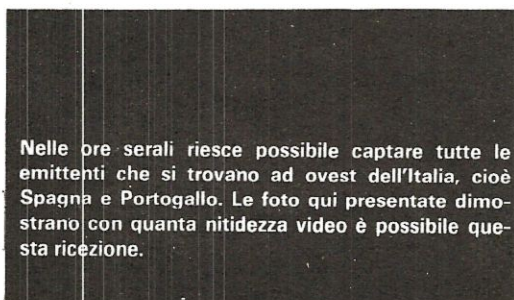 Nelle ore serali riesce possibile captare tutte le
emittenti che si trovano ad ovest dell'Italia, cioè
Spagna e Portogallo. Le foto qui presentate dimo-
strano con quanta nitidezza video è possibile que-
sta ricezione.